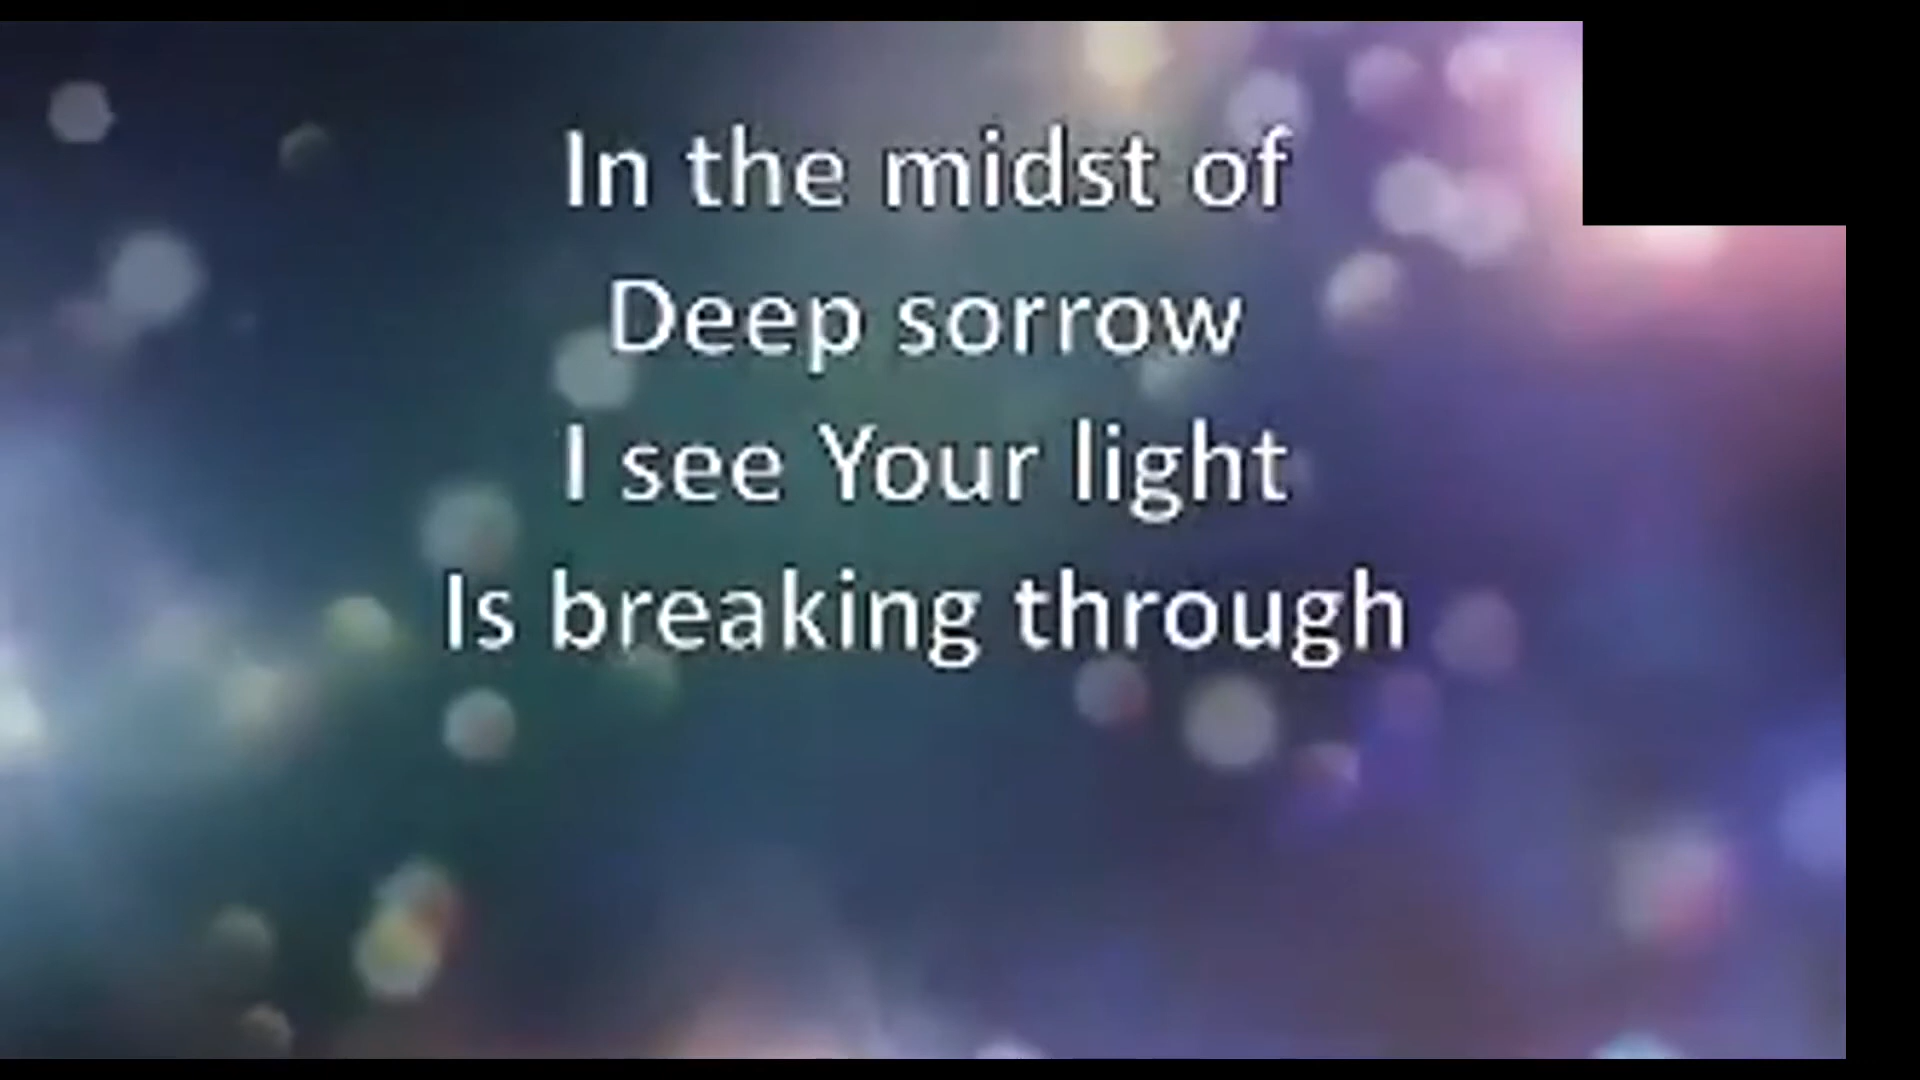 In the midst of
Deep sorrow
I see Your light
Is breaking through